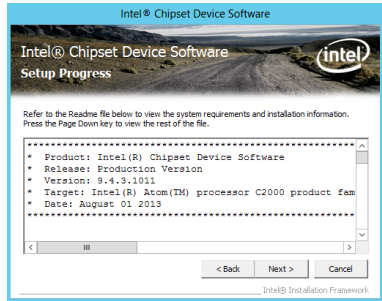 Intel® Chipset Device Software
Intel® Chipset Device Software
intel
Setup Progress
Refer to the Readme file below to view the system requirements and installation information.
Press the Page Down key to view the rest of the file.
*******************************************************
* Product: Intel(R) Chipset Device Software
* Release: Production Version
* Version: 9.4.3.1011
* Target: Intel(R) Atom(TM) processor C2000 product fam
* Date: August 01 2013
*******************************************************
< Back Next > Cancel
Intel® Installation Framework